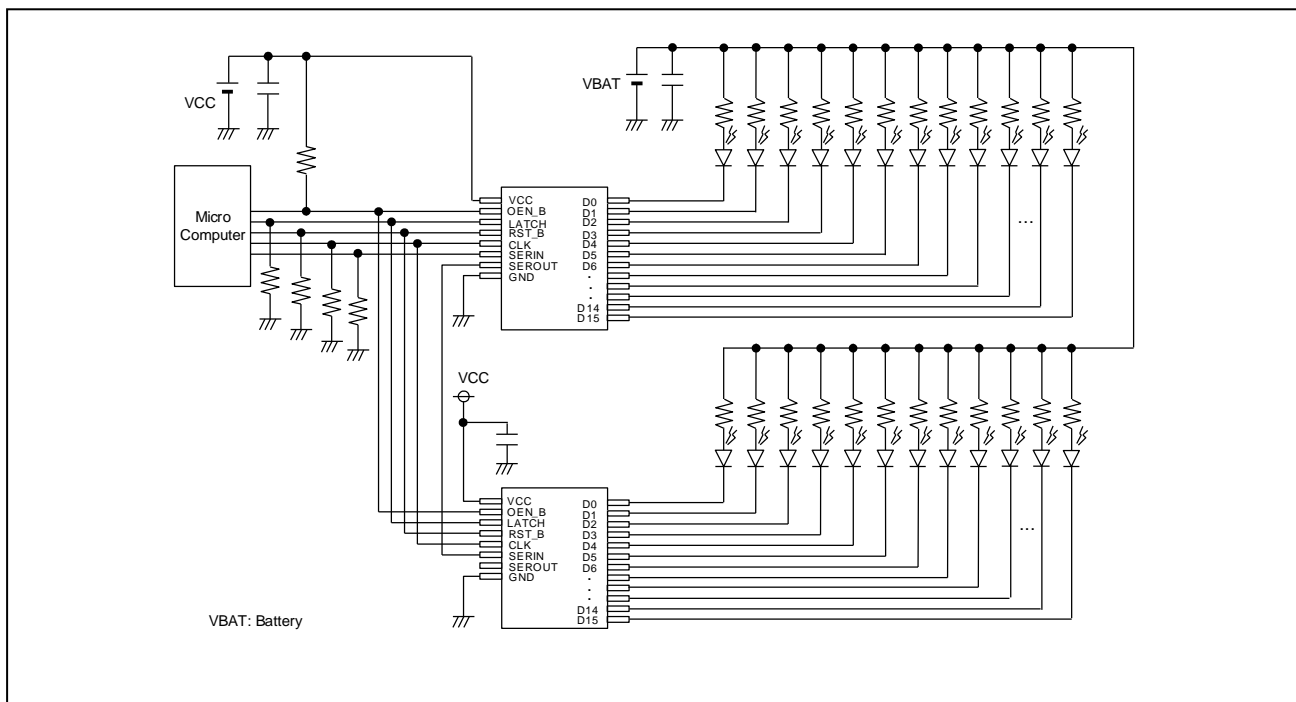 VCC
VBAT
Micro
Computer
VCC
OEN_B
LATCH
RST_B
CLK
SERIN
SEROUT
GND
D0
D1
D2
D3
D4
D5
D6
.
.
.
D14
D15
...
VCC
VCC
OEN_B
LATCH
RST_B
CLK
SERIN
SEROUT
GND
D0
D1
D2
D3
D4
D5
D6
.
.
.
D14
D15
...
VBAT: Battery